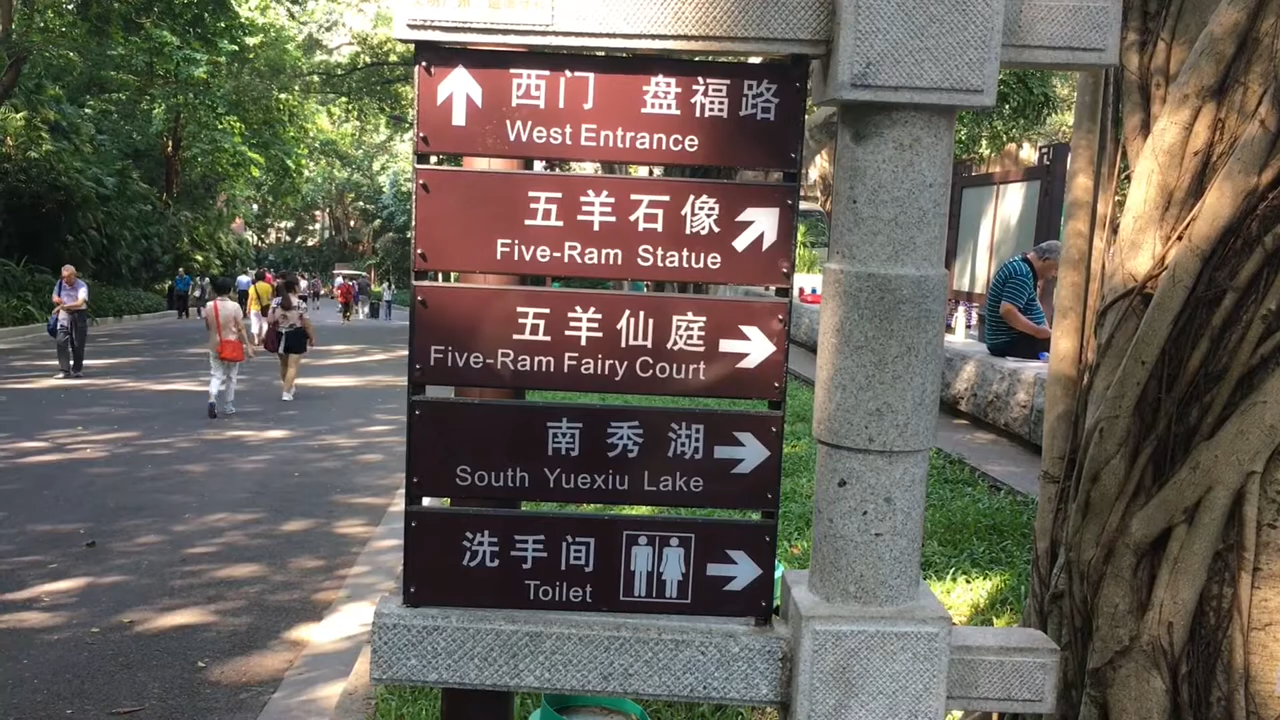 西门 盘福路
West Entrance
五羊石像
Five-Ram Statue
五羊仙庭
Five-Ram Fairy Court
南秀湖
South Yuexiu Lake
洗手间
Toilet